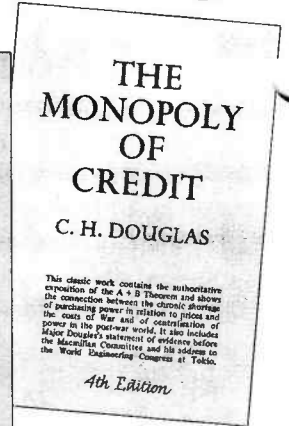 THE
MONOPOLY
OF
CREDIT
C. H. DOUGLAS
This classic work contains the authoritative
exposition of the A + B Theorem and shows
the connection between the chronic shortage
of purchasing power in relation to prices and
the costs of War and of centralisation of
power in the post-war world. It also includes
Major Douglas's statement of evidence before
the Macmillan Committee and his address to
the World Engineering Congress at Tokio.
4th Edition